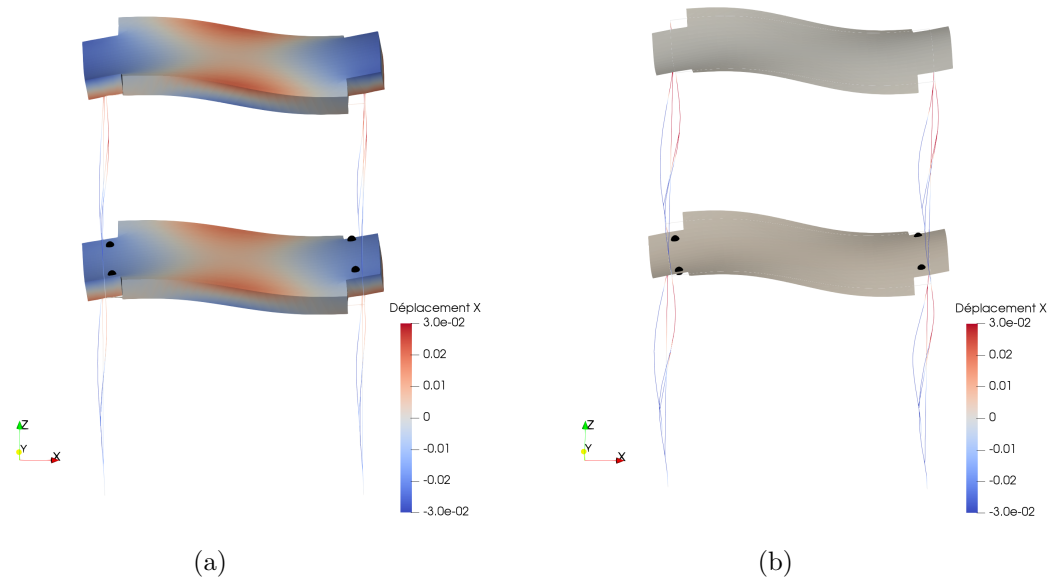 Déplacement X
3.0e-02
0.02
0.01
0
-0.01
-0.02
-3.0e-02
Z
Y
X
(a)
Déplacement X
3.0e-02
0.02
0.01
0
-0.01
-0.02
-3.0e-02
Z
Y
X
(b)